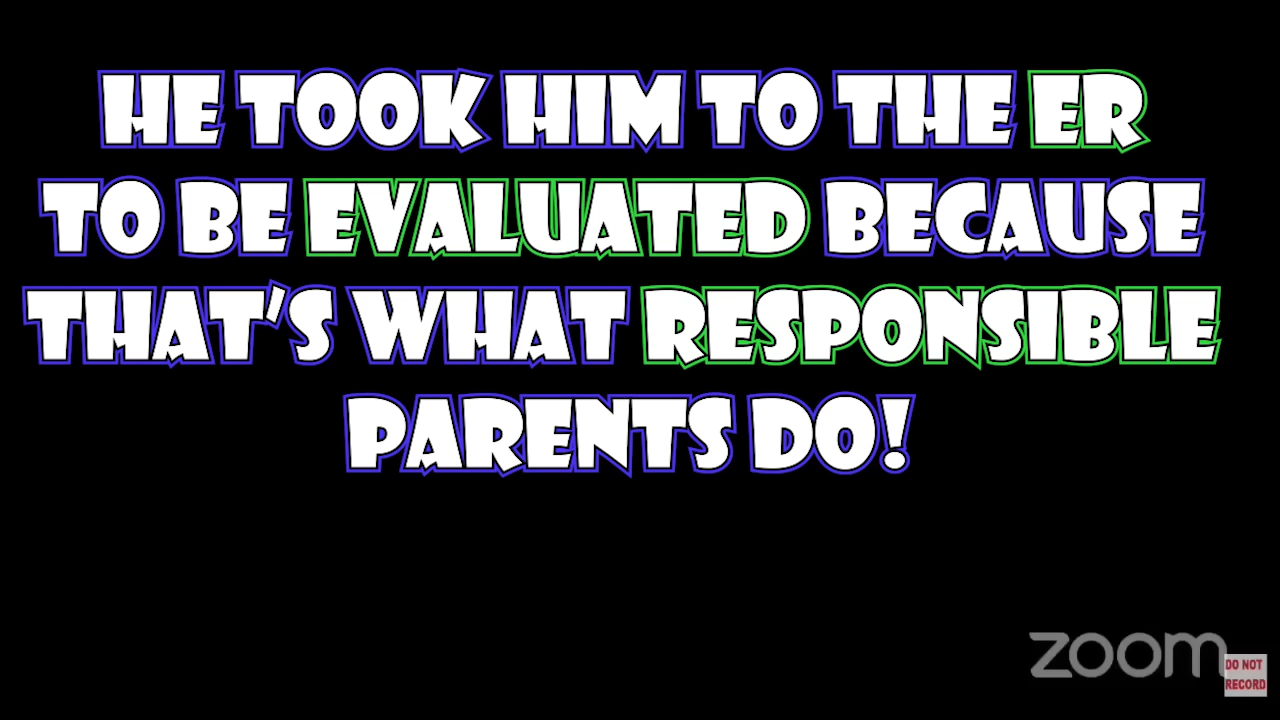 HE TOOK HIM TO THE ER
TO BE EVALUATED BECAUSE
THAT'S WHAT RESPONSIBLE
PARENTS DO!
zoom
DO NOT
RECORD